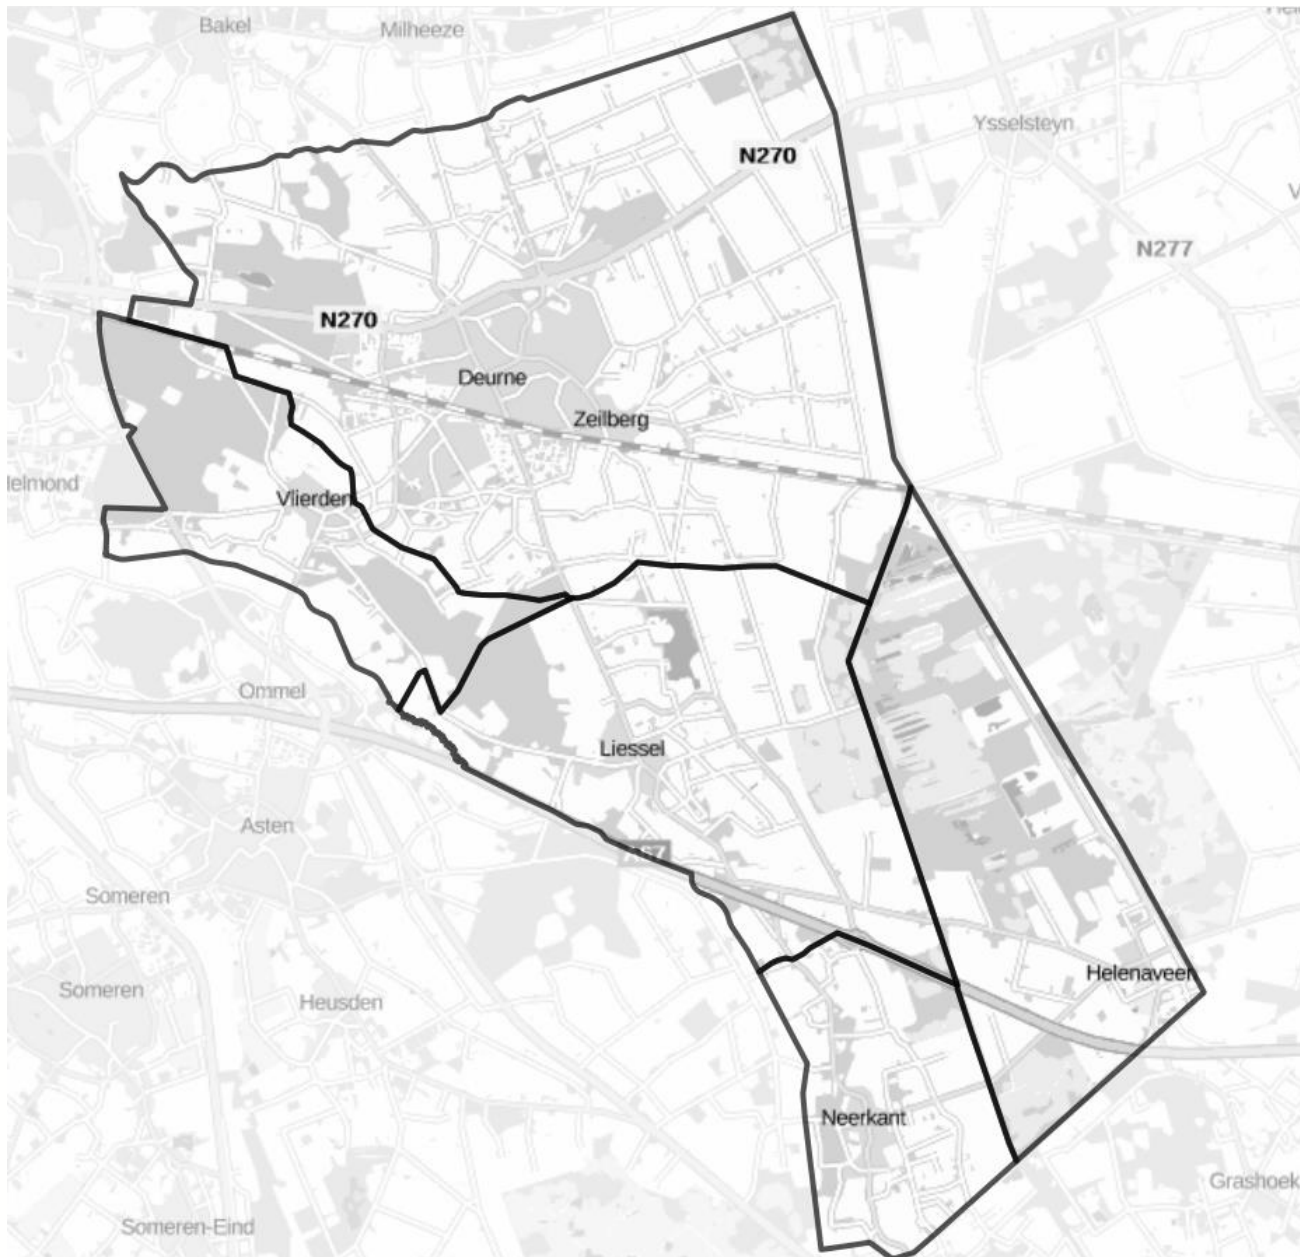 Bakel
Milheeze
Ysselsteyn
N270
N277
N270
Deurne
Zeilberg
elmond
Vlierden
Ommel
Liessel
Asten
A67
Someren
Helenaveen
Someren
Heusden
Neerkant
Grashoek
Someren-Eind